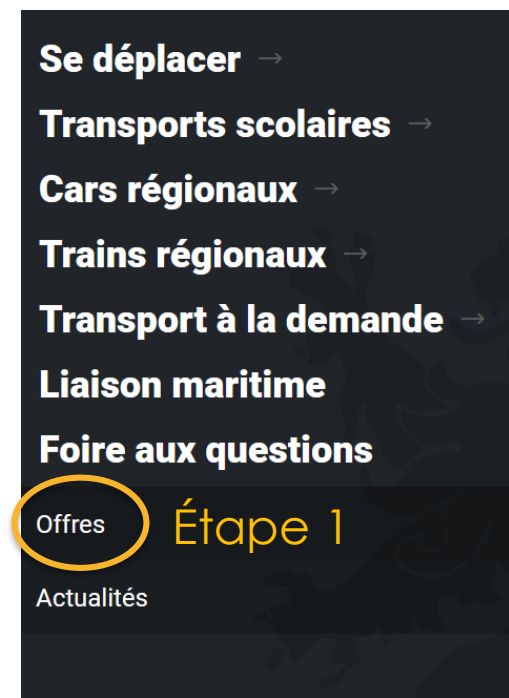 Se déplacer →
Transports scolaires →
Cars régionaux →
Trains régionaux →
Transport à la demande →
Liaison maritime
Foire aux questions
Offres Étape 1
Actualités